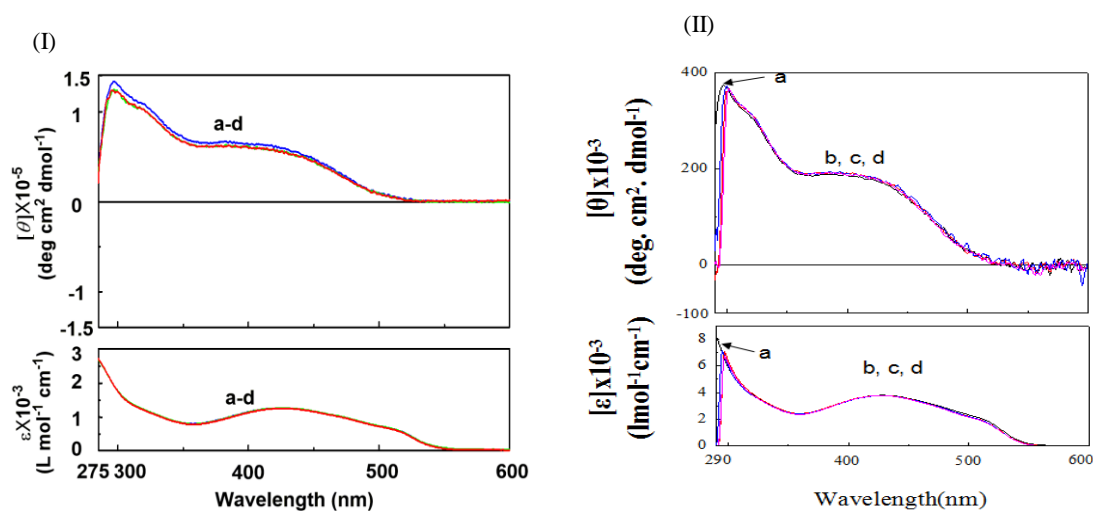 (I)
1.5
1
0
-1
-1.5
[θ]X10-5
(deg cm2 dmol-1)
a-d
3
2
1
0
εX10-3
(L mol-1 cm-1)
a-d
275 300 400 500 600
Wavelength (nm)
(II)
400
200
0
-100
[θ]x10-3
(deg. cm2. dmol-1)
a
b, c, d
8
6
4
2
0
[ε]x10-3
(lmol-1cm-1)
a
b, c, d
290 400 500 600
Wavelength(nm)